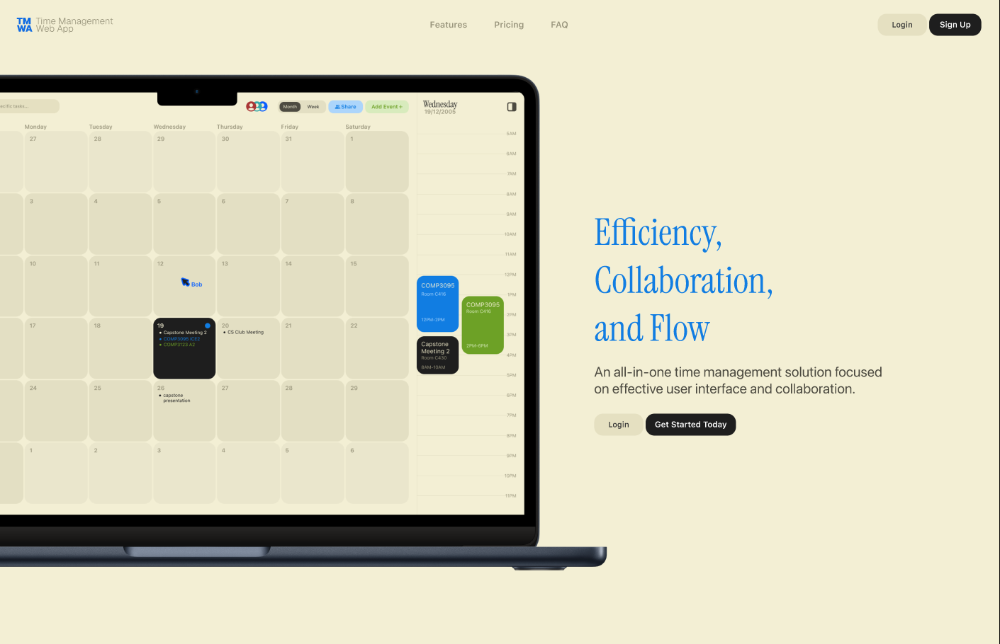 TM
WA
Time Management
Web App
Features
Pricing
FAQ
Login
Sign Up
ecific tasks...
Month
Week
Share
Add Event +
Wednesday
19/12/2005
Monday
Tuesday
Wednesday
Thursday
Friday
Saturday
27
28
29
30
31
1
3
4
5
6
7
8
10
11
12
13
14
15
Bob
17
18
19
Capstone Meeting 2
COMP3095 ICE2
COMP3123 A2
20
CS Club Meeting
21
22
24
25
26
capstone
presentation
27
28
29
1
2
3
4
5
6
5AM
6AM
7AM
8AM
9AM
10AM
11AM
12PM
1PM
2PM
3PM
4PM
5PM
6PM
7PM
8PM
9PM
10PM
11PM
COMP3095
Room C416
12PM-2PM
COMP3095
Room C416
2PM-6PM
Capstone
Meeting 2
Room C430
8AM-10AM
Efficiency,
Collaboration,
and Flow
An all-in-one time management solution focused
on effective user interface and collaboration.
Login
Get Started Today